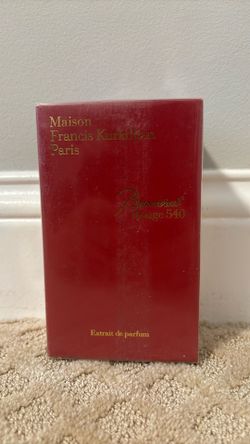 Maison
Francis Kurkdjian
Paris
Baccarat
Rouge 540
Extrait de parfum